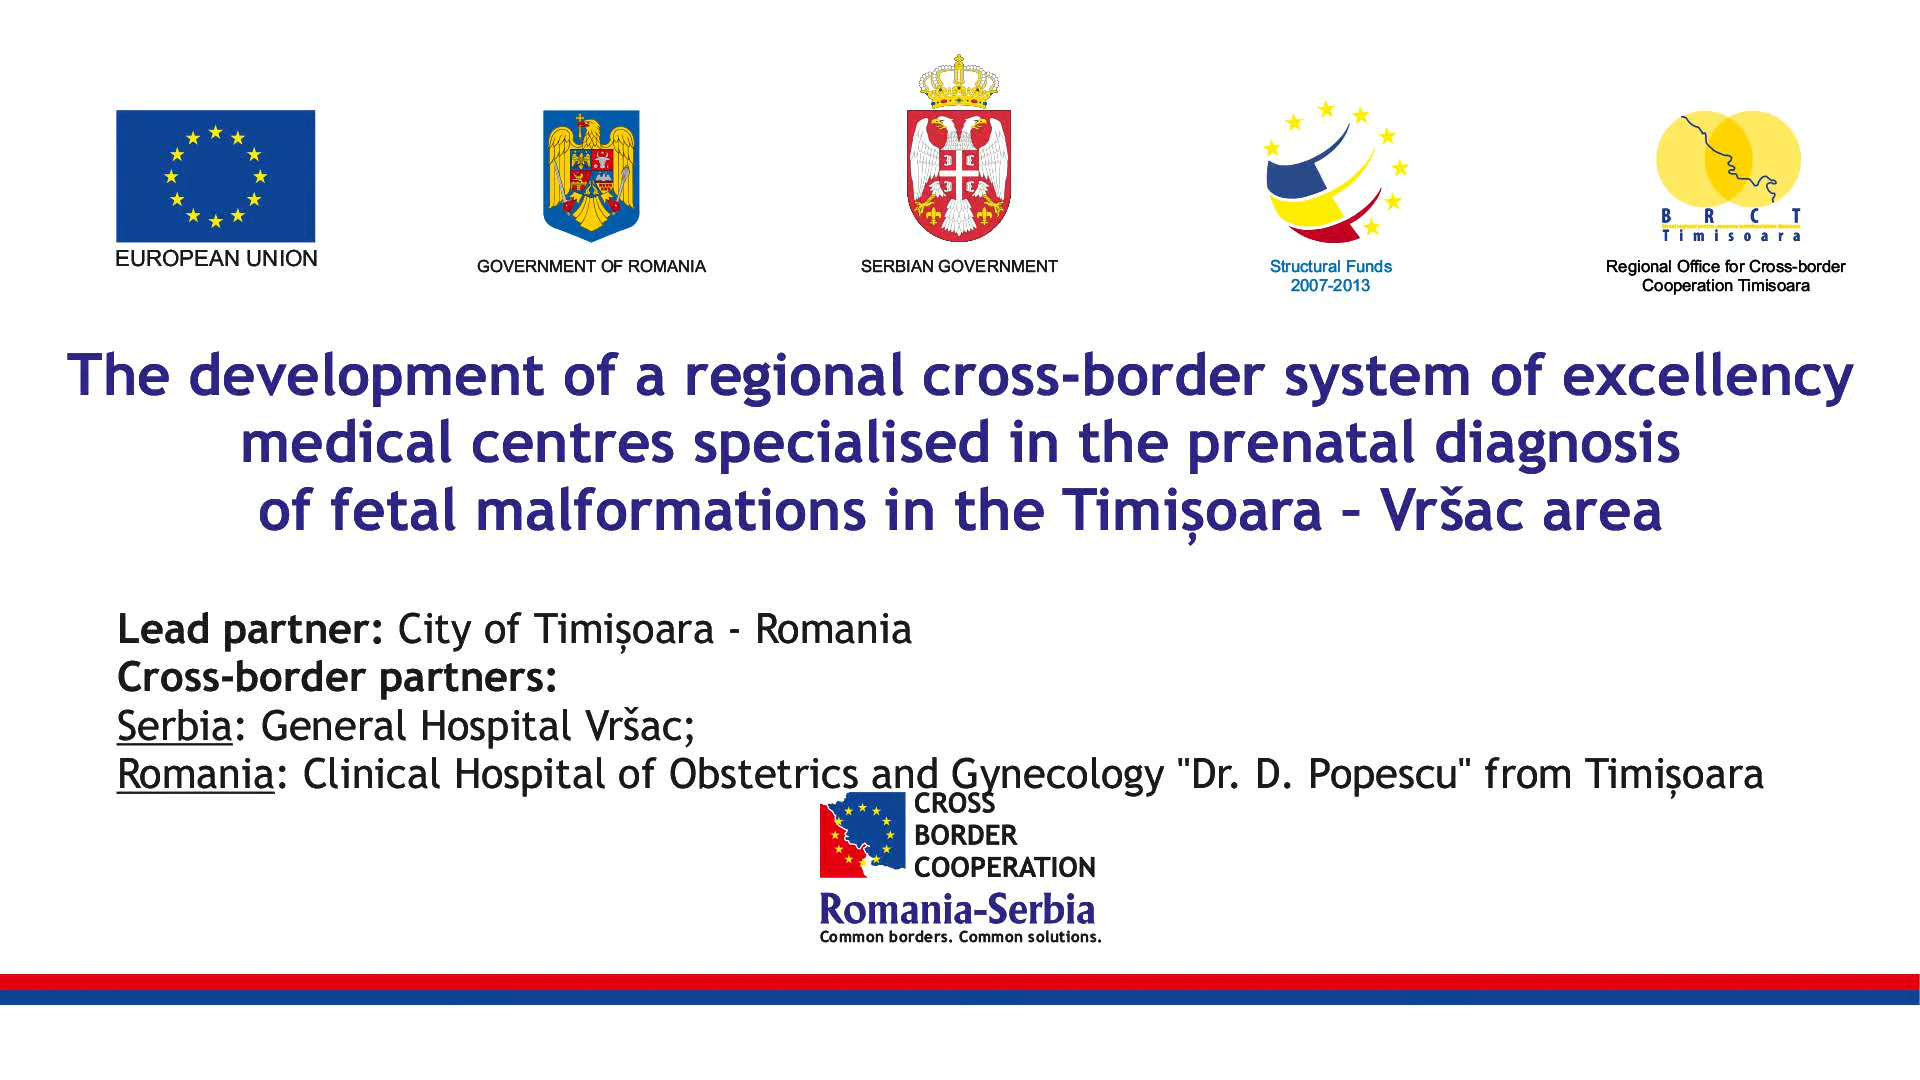 EUROPEAN UNION
GOVERNMENT OF ROMANIA
SERBIAN GOVERNMENT
Structural Funds
2007-2013
B R C T
Timisoara
Regional Office for Cross-border
Cooperation Timisoara
The development of a regional cross-border system of excellency
medical centres specialised in the prenatal diagnosis
of fetal malformations in the Timișoara – Vršac area
Lead partner: City of Timișoara - Romania
Cross-border partners:
Serbia: General Hospital Vršac;
Romania: Clinical Hospital of Obstetrics and Gynecology "Dr. D. Popescu" from Timișoara
CROSS
BORDER
COOPERATION
Romania-Serbia
Common borders. Common solutions.